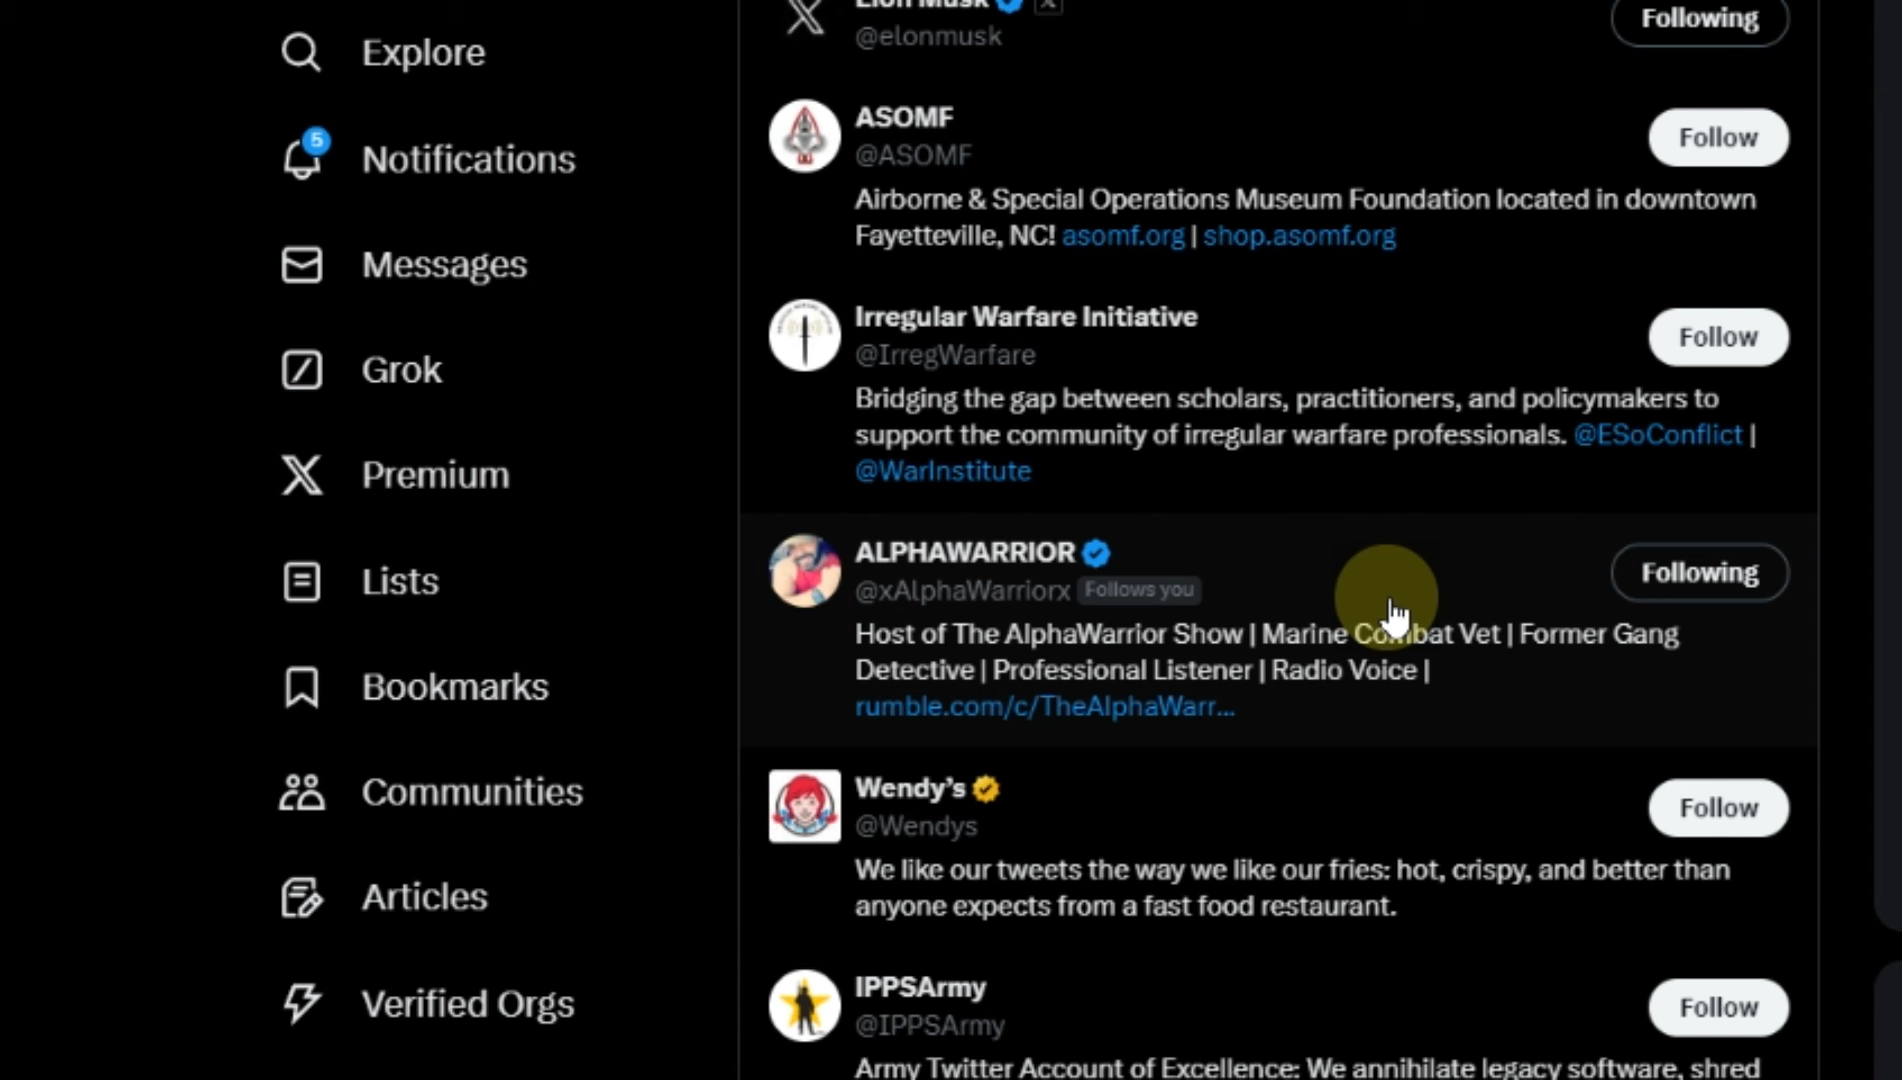 Explore
5
Notifications
Messages
Grok
Premium
Lists
Bookmarks
Communities
Articles
Verified Orgs
Elon Musk
@elonmusk
Following
ASOMF
@ASOMF
Follow
Airborne & Special Operations Museum Foundation located in downtown
Fayetteville, NC! asomf.org | shop.asomf.org
Irregular Warfare Initiative
@IrregWarfare
Follow
Bridging the gap between scholars, practitioners, and policymakers to
support the community of irregular warfare professionals. @ESoConflict |
@WarInstitute
ALPHAWARRIOR
@xAlphaWarriorx Follows you
Following
Host of The AlphaWarrior Show | Marine Combat Vet | Former Gang
Detective | Professional Listener | Radio Voice |
rumble.com/c/TheAlphaWarr...
Wendy's
@Wendys
Follow
We like our tweets the way we like our fries: hot, crispy, and better than
anyone expects from a fast food restaurant.
IPPSArmy
@IPPSArmy
Follow
Army Twitter Account of Excellence: We annihilate legacy software, shred